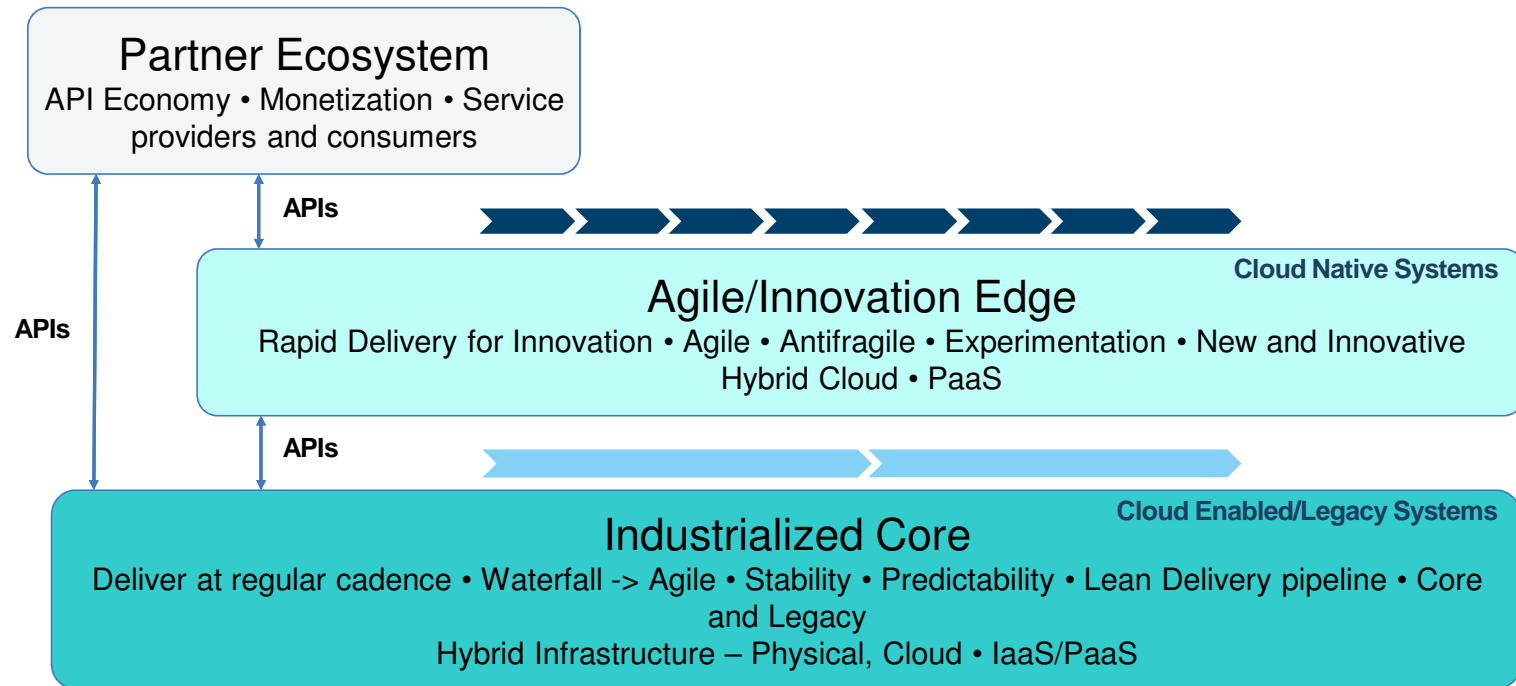 Partner Ecosystem
API Economy • Monetization • Service
providers and consumers
APIs
APIs
Cloud Native Systems
Agile/Innovation Edge
Rapid Delivery for Innovation • Agile • Antifragile • Experimentation • New and Innovative
Hybrid Cloud • PaaS
APIs
Cloud Enabled/Legacy Systems
Industrialized Core
Deliver at regular cadence • Waterfall -> Agile • Stability • Predictability • Lean Delivery pipeline • Core
and Legacy
Hybrid Infrastructure – Physical, Cloud • IaaS/PaaS